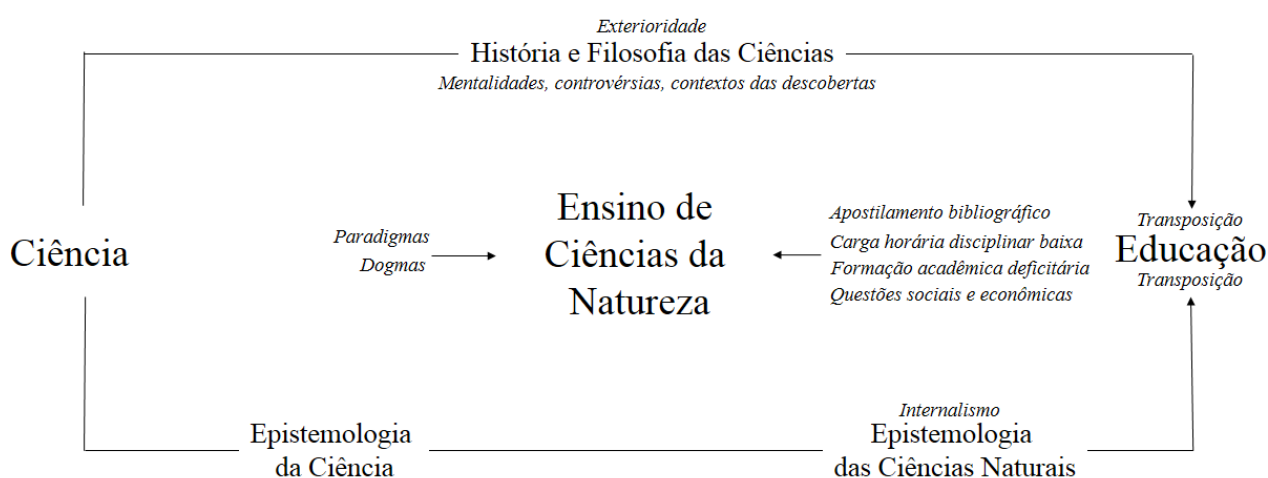 Exterioridade
História e Filosofia das Ciências
Mentalidades, controvérsias, contextos das descobertas
Ciência
Paradigmas
Dogmas
Ensino de
Ciências da
Natureza
Apostilamento bibliográfico
Carga horária disciplinar baixa
Formação acadêmica deficitária
Questões sociais e econômicas
Transposição
Educação
Transposição
Epistemologia
da Ciência
Internalismo
Epistemologia
das Ciências Naturais